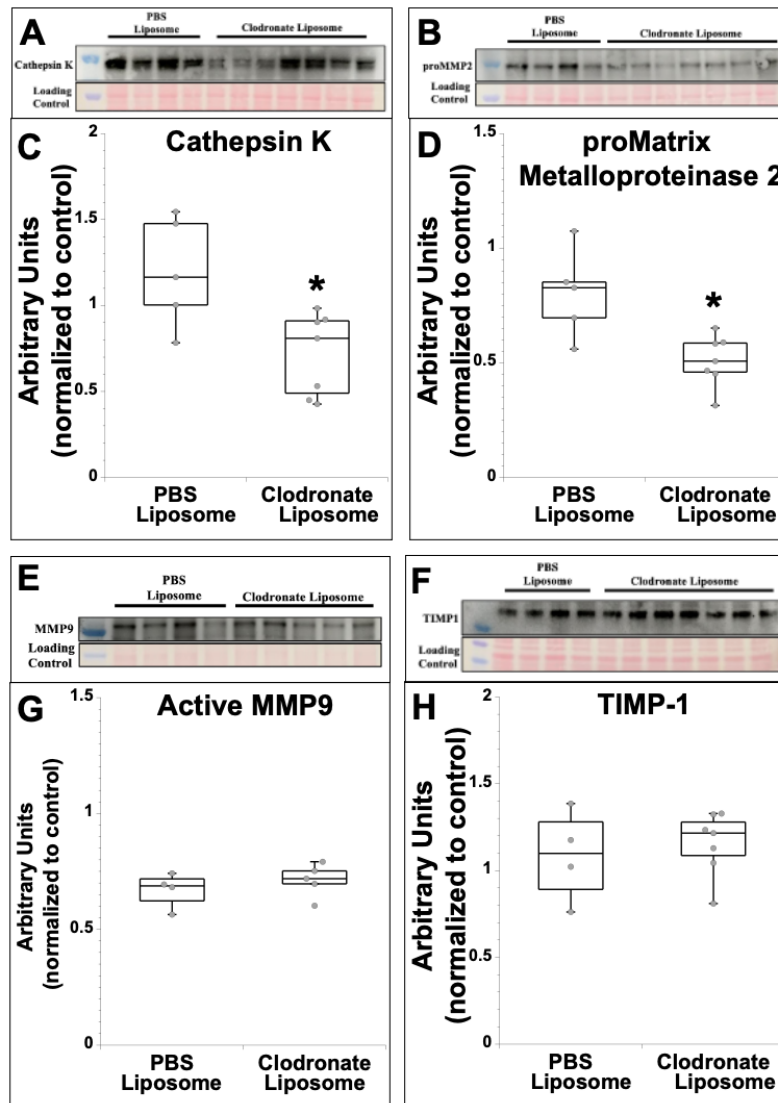 A
PBS
Liposome
Clodronate Liposome
Cathepsin K
Loading
Control
B
PBS
Liposome
Clodronate Liposome
proMMP2
Loading
Control
C
Cathepsin K
Arbitrary Units
(normalized to control)
2
1.5
1
0.5
0
*
PBS
Liposome
Clodronate
Liposome
D
proMatrix
Metalloproteinase 2
Arbitrary Units
(normalized to control)
1.5
1
0.5
0
*
PBS
Liposome
Clodronate
Liposome
E
PBS
Liposome
Clodronate Liposome
MMP9
Loading
Control
F
PBS
Liposome
Clodronate Liposome
TIMP1
Loading
Control
G
Active MMP9
Arbitrary Units
(normalized to control)
1.5
1
0.5
0
PBS
Liposome
Clodronate
Liposome
H
TIMP-1
Arbitrary Units
(normalized to control)
2
1.5
1
0.5
0
PBS
Liposome
Clodronate
Liposome